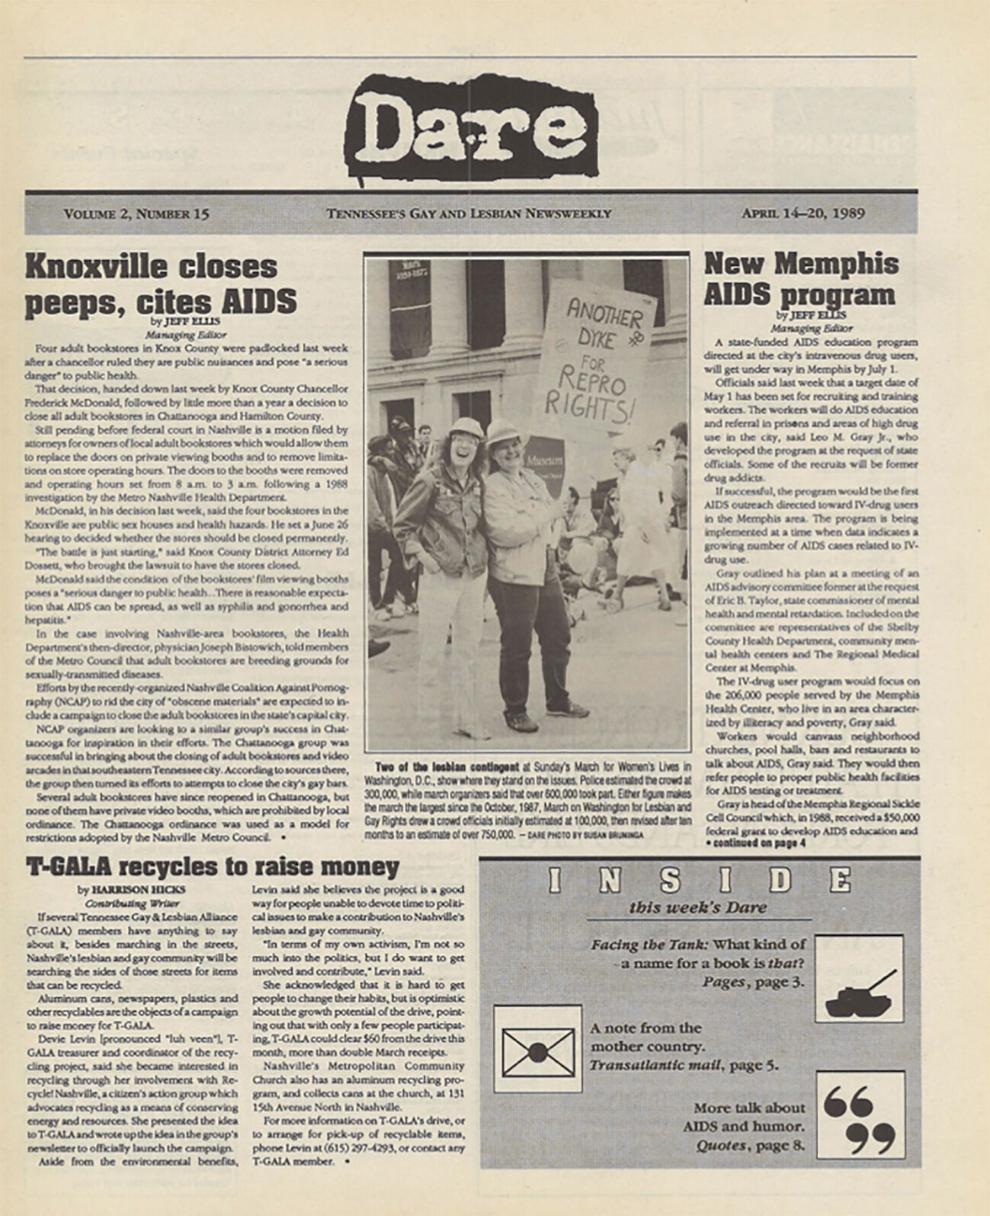 Dare
VOLUME 2, NUMBER 15
TENNESSEE'S GAY AND LESBIAN NEWSWEEKLY
APRIL 14–20, 1989
Knoxville closes
peeps, cites AIDS
by JEFF ELLIS
Managing Editor
Four adult bookstores in Knox County were padlocked last week
after a chancellor ruled they are public nuisances and pose "a serious
danger" to public health.
That decision, handed down last week by Knox County Chancellor
Frederick McDonald, followed by little more than a year a decision to
close all adult bookstores in Chattanooga and Hamilton County.
Still pending before federal court in Nashville is a motion filed by
attorneys for owners of local adult bookstores which would allow them
to replace the doors on private viewing booths and to remove limita-
tions on store operating hours. The doors to the booths were removed
and operating hours set from 8 a.m. to 3 a.m. following a 1988
investigation by the Metro Nashville Health Department.
McDonald, in his decision last week, said the four bookstores in the
Knoxville are public sex houses and health hazards. He set a June 26
hearing to decided whether the stores should be closed permanently.
"The battle is just starting," said Knox County District Attorney Ed
Dossett, who brought the lawsuit to have the stores closed.
McDonald said the condition of the bookstores' film viewing booths
poses a "serious danger to public health...There is reasonable expecta-
tion that AIDS can be spread, as well as syphilis and gonorrhea and
hepatitis."
In the case involving Nashville-area bookstores, the Health
Department's then-director, physician Joseph Bistowich, told members
of the Metro Council that adult bookstores are breeding grounds for
sexually-transmitted diseases.
Efforts by the recently-organized Nashville Coalition Against Pornog-
raphy (NCAP) to rid the city of "obscene materials" are expected to in-
clude a campaign to close the adult bookstores in the state's capital city.
NCAP organizers are looking to a similar group's success in Chat-
tanooga for inspiration in their efforts. The Chattanooga group was
successful in bringing about the closing of adult bookstores and video
arcades in that southeastern Tennessee city. According to sources there,
the group then turned its efforts to attempts to close the city's gay bars.
Several adult bookstores have since reopened in Chattanooga, but
none of them have private video booths, which are prohibited by local
ordinance. The Chattanooga ordinance was used as a model for
restrictions adopted by the Nashville Metro Council. •
ANOTHER
DYKE
FOR
REPRO
RIGHTS!
Museum
Two of the lesbian contingent at Sunday's March for Women's Lives in
Washington, D.C., show where they stand on the issues. Police estimated the crowd at
300,000, while march organizers said that over 600,000 took part. Either figure makes
the march the largest since the October, 1987, March on Washington for Lesbian and
Gay Rights drew a crowd officials initially estimated at 100,000, then revised after ten
months to an estimate of over 750,000. — DARE PHOTO BY SUSAN BRUNINGA
New Memphis
AIDS program
by JEFF ELLIS
Managing Editor
A state-funded AIDS education program
directed at the city's intravenous drug users,
will get under way in Memphis by July 1.
Officials said last week that a target date of
May 1 has been set for recruiting and training
workers. The workers will do AIDS education
and referral in prisons and areas of high drug
use in the city, said Leo M. Gray Jr., who
developed the program at the request of state
officials. Some of the recruits will be former
drug addicts.
If successful, the program would be the first
AIDS outreach directed toward IV-drug users
in the Memphis area. The program is being
implemented at a time when data indicates a
growing number of AIDS cases related to IV-
drug use.
Gray outlined his plan at a meeting of an
AIDS advisory committee former at the request
of Eric B. Taylor, state commissioner of mental
health and mental retardation. Included on the
committee are representatives of the Shelby
County Health Department, community men-
tal health centers and The Regional Medical
Center at Memphis.
The IV-drug user program would focus on
the 206,000 people served by the Memphis
Health Center, who live in an area character-
ized by illiteracy and poverty, Gray said.
Workers would canvass neighborhood
churches, pool halls, bars and restaurants to
talk about AIDS, Gray said. They would then
refer people to proper public health facilities
for AIDS testing or treatment.
Gray is head of the Memphis Regional Sickle
Cell Council which, in 1988, received a $50,000
federal grant to develop AIDS education and
• continued on page 4
T-GALA recycles to raise money
by HARRISON HICKS
Contributing Writer
If several Tennessee Gay & Lesbian Alliance
(T-GALA) members have anything to say
about it, besides marching in the streets,
Nashville's lesbian and gay community will be
searching the sides of those streets for items
that can be recycled.
Aluminum cans, newspapers, plastics and
other recyclables are the objects of a campaign
to raise money for T-GALA.
Devie Levin [pronounced "luh veen"], T-
GALA treasurer and coordinator of the recy-
cling project, said she became interested in
recycling through her involvement with Re-
cycle! Nashville, a citizen's action group which
advocates recycling as a means of conserving
energy and resources. She presented the idea
to T-GALA and wrote up the idea in the group's
newsletter to officially launch the campaign.
Aside from the environmental benefits,
Levin said she believes the project is a good
way for people unable to devote time to politi-
cal issues to make a contribution to Nashville's
lesbian and gay community.
"In terms of my own activism, I'm not so
much into the politics, but I do want to get
involved and contribute," Levin said.
She acknowledged that it is hard to get
people to change their habits, but is optimistic
about the growth potential of the drive, point-
ing out that with only a few people participat-
ing, T-GALA could clear $60 from the drive this
month, more than double March receipts.
Nashville's Metropolitan Community
Church also has an aluminum recycling pro-
gram, and collects cans at the church, at 131
15th Avenue North in Nashville.
For more information on T-GALA's drive, or
to arrange for pick-up of recyclable items,
phone Levin at (615) 297-4293, or contact any
T-GALA member. •
INSIDE
this week's Dare
Facing the Tank: What kind of
a name for a book is that?
Pages, page 3.
A note from the
mother country.
Transatlantic mail, page 5.
More talk about
AIDS and humor.
Quotes, page 8.